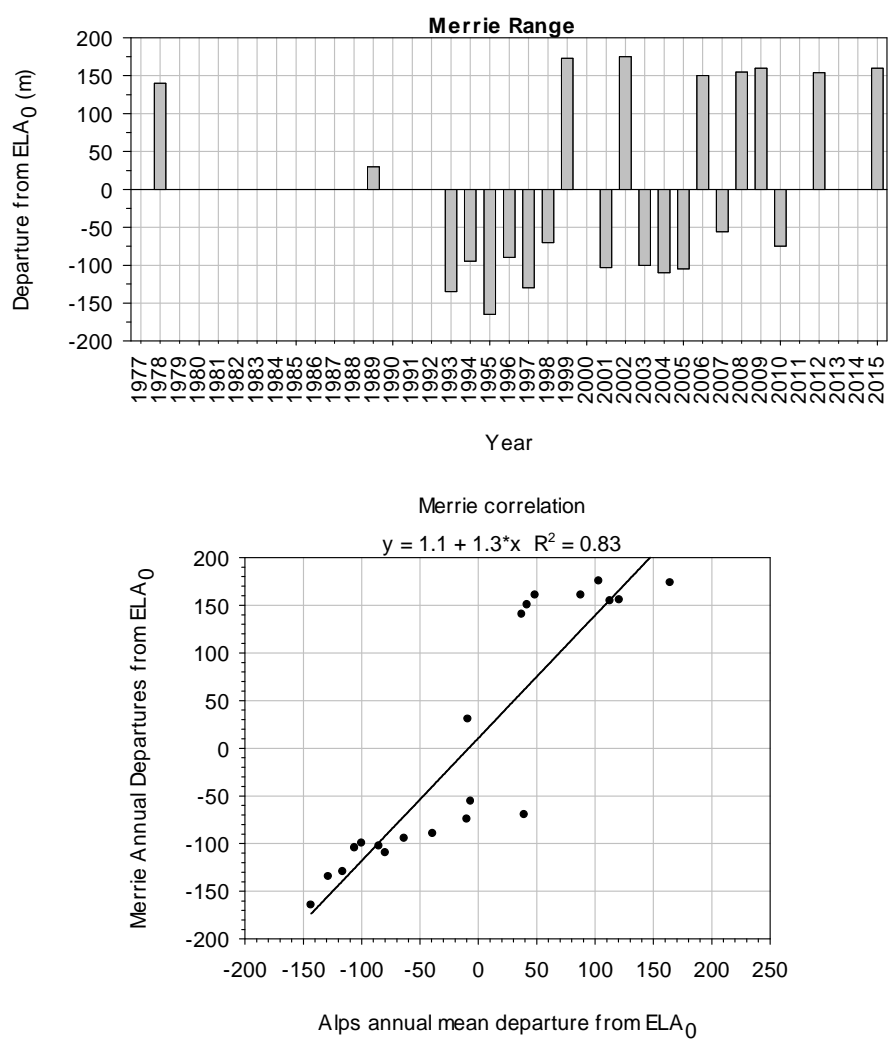 Merrie Range
Departure from ELA0 (m)
200
150
100
50
0
-50
-100
-150
-200
1977 1978 1979 1980 1981 1982 1983 1984 1985 1986 1987 1988 1989 1990 1991 1992 1993 1994 1995 1996 1997 1998 1999 2000 2001 2002 2003 2004 2005 2006 2007 2008 2009 2010 2011 2012 2013 2014 2015
Year
Merrie correlation
y = 1.1 + 1.3*x R2 = 0.83
Merrie Annual Departures from ELA0
200
150
100
50
0
-50
-100
-150
-200
-200 -150 -100 -50 0 50 100 150 200 250
Alps annual mean departure from ELA0